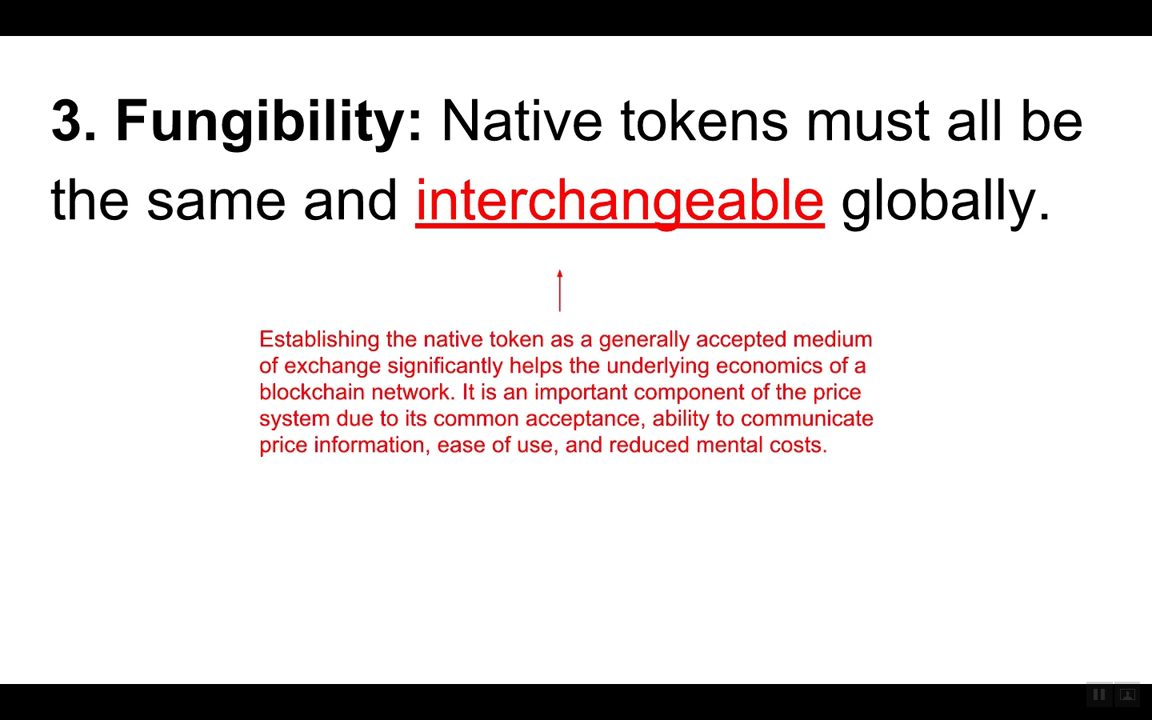 3. Fungibility: Native tokens must all be
the same and interchangeable globally.
Establishing the native token as a generally accepted medium
of exchange significantly helps the underlying economics of a
blockchain network. It is an important component of the price
system due to its common acceptance, ability to communicate
price information, ease of use, and reduced mental costs.